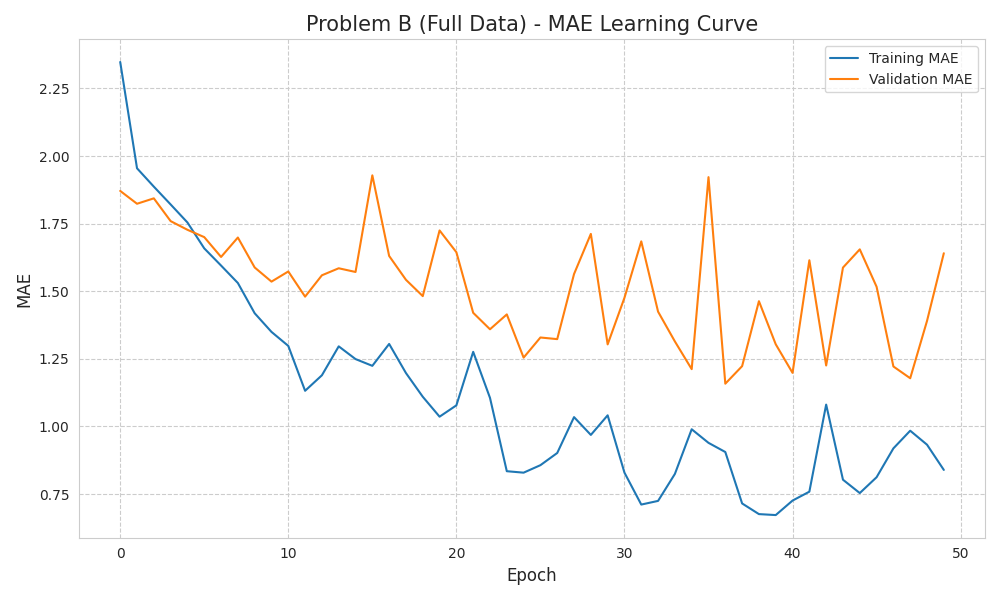 Problem B (Full Data) - MAE Learning Curve
Training MAE
Validation MAE
MAE
2.25
2.00
1.75
1.50
1.25
1.00
0.75
0
10
20
30
40
50
Epoch